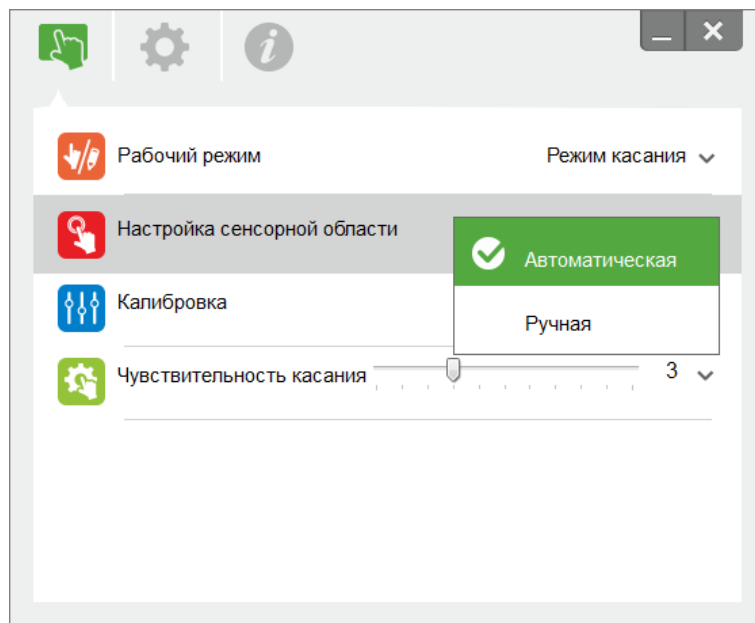 Рабочий режим Режим касания
Настройка сенсорной области
Автоматическая
Калибровка
Ручная
Чувствительность касания 3